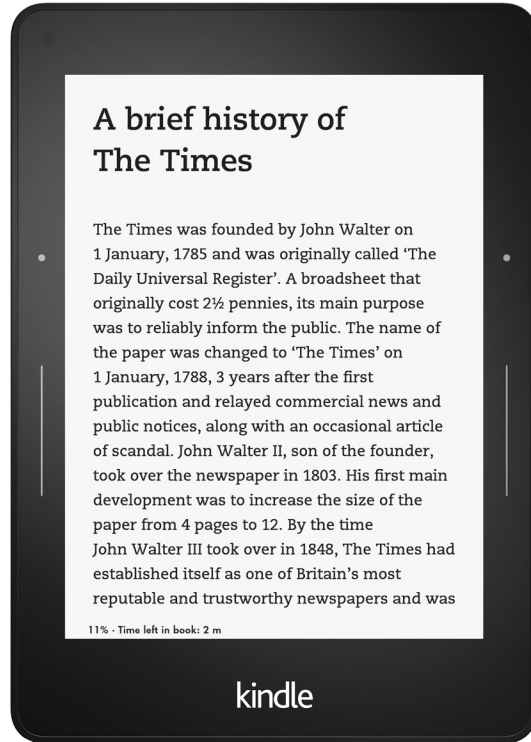 A brief history of
The Times
The Times was founded by John Walter on
1 January, 1785 and was originally called ‘The
Daily Universal Register’. A broadsheet that
originally cost 2½ pennies, its main purpose
was to reliably inform the public. The name of
the paper was changed to ‘The Times’ on
1 January, 1788, 3 years after the first
publication and relayed commercial news and
public notices, along with an occasional article
of scandal. John Walter II, son of the founder,
took over the newspaper in 1803. His first main
development was to increase the size of the
paper from 4 pages to 12. By the time
John Walter III took over in 1848, The Times had
established itself as one of Britain’s most
reputable and trustworthy newspapers and was
11% · Time left in book: 2 m
kindle